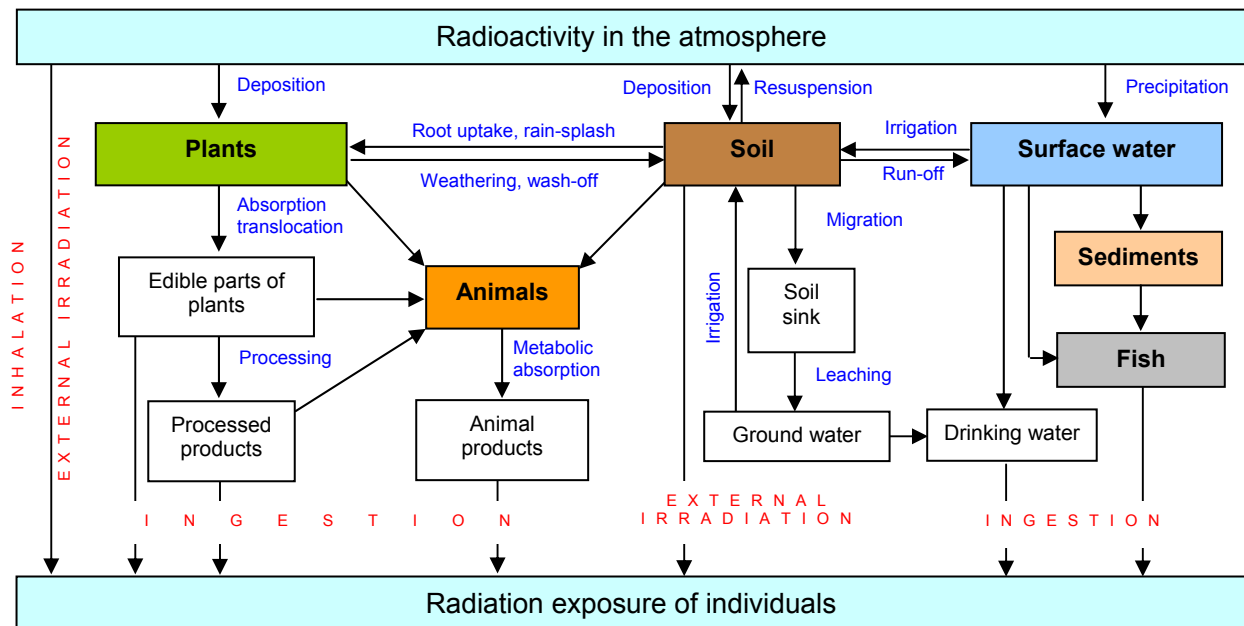 Radioactivity in the atmosphere
Deposition
Deposition
Resuspension
Precipitation
Plants
Root uptake, rain-splash
Weathering, wash-off
Soil
Irrigation
Run-off
Surface water
Absorption
translocation
Migration
Sediments
Edible parts of
plants
Animals
Soil
sink
Irrigation
Processing
Metabolic
absorption
Leaching
Fish
Processed
products
Animal
products
Ground water
Drinking water
INHALATION
EXTERNAL IRRADIATION
INGESTION
EXTERNAL
IRRADIATION
INGESTION
Radiation exposure of individuals